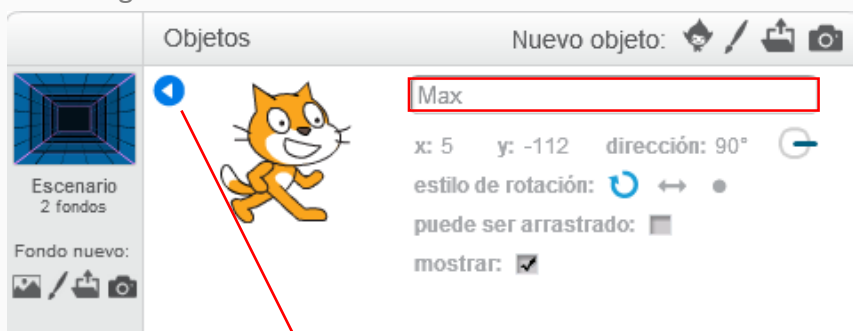 Objetos
Nuevo objeto:
Max
x: 5 y: -112 dirección: 90°
estilo de rotación:
puede ser arrastrado:
mostrar:
Escenario
2 fondos
Fondo nuevo: